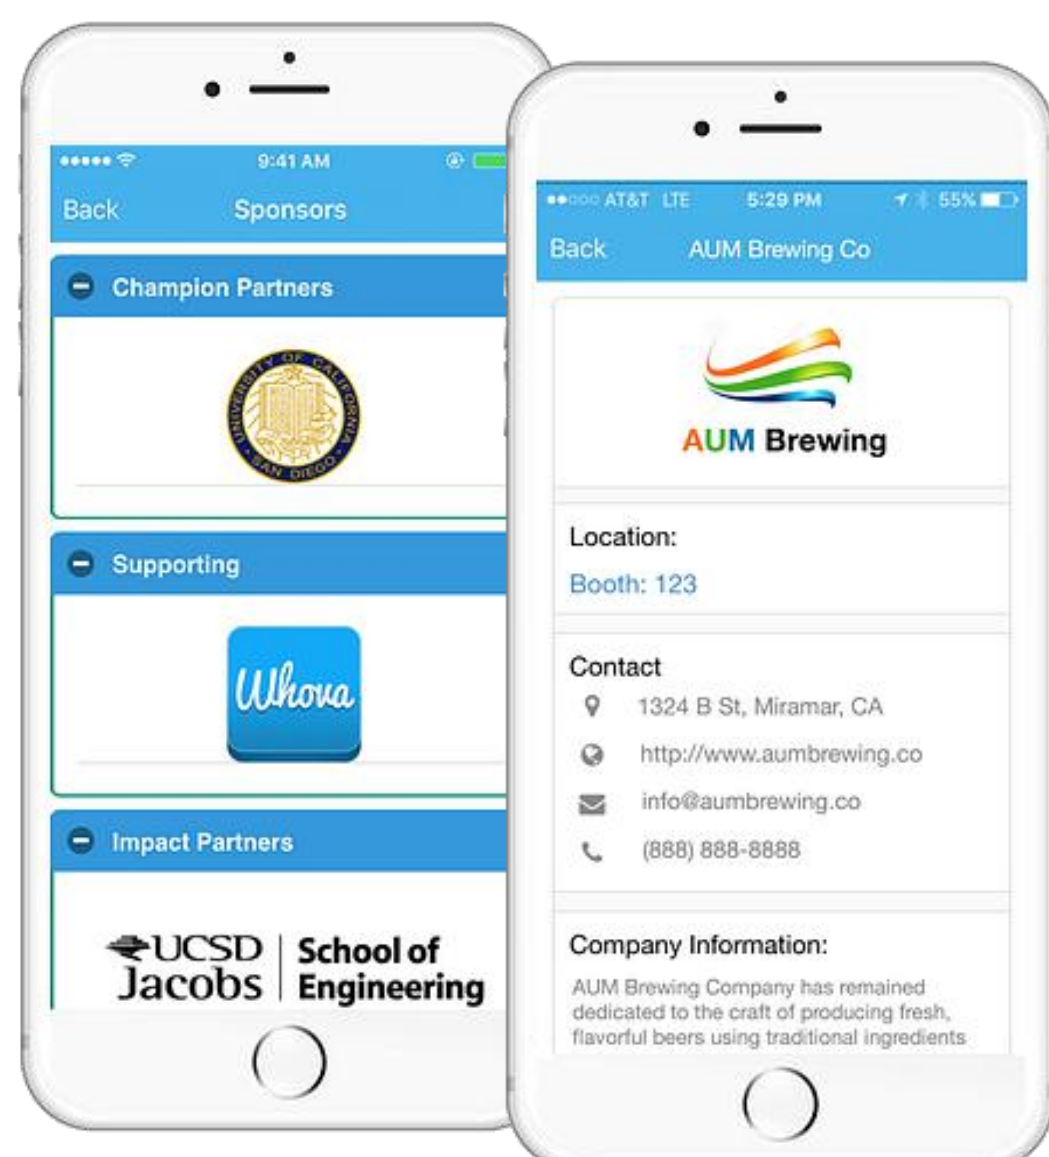 9:41 AM
Back Sponsors
Champion Partners
UNIVERSITY OF CALIFORNIA
SAN DIEGO
Supporting
Whova
Impact Partners
UCSD School of
Jacobs Engineering
AT&T LTE 5:29 PM 55%
Back AUM Brewing Co
AUM Brewing
Location:
Booth: 123
Contact
1324 B St, Miramar, CA
http://www.aumbrewing.co
info@aumbrewing.co
(888) 888-8888
Company Information:
AUM Brewing Company has remained
dedicated to the craft of producing fresh,
flavorful beers using traditional ingredients